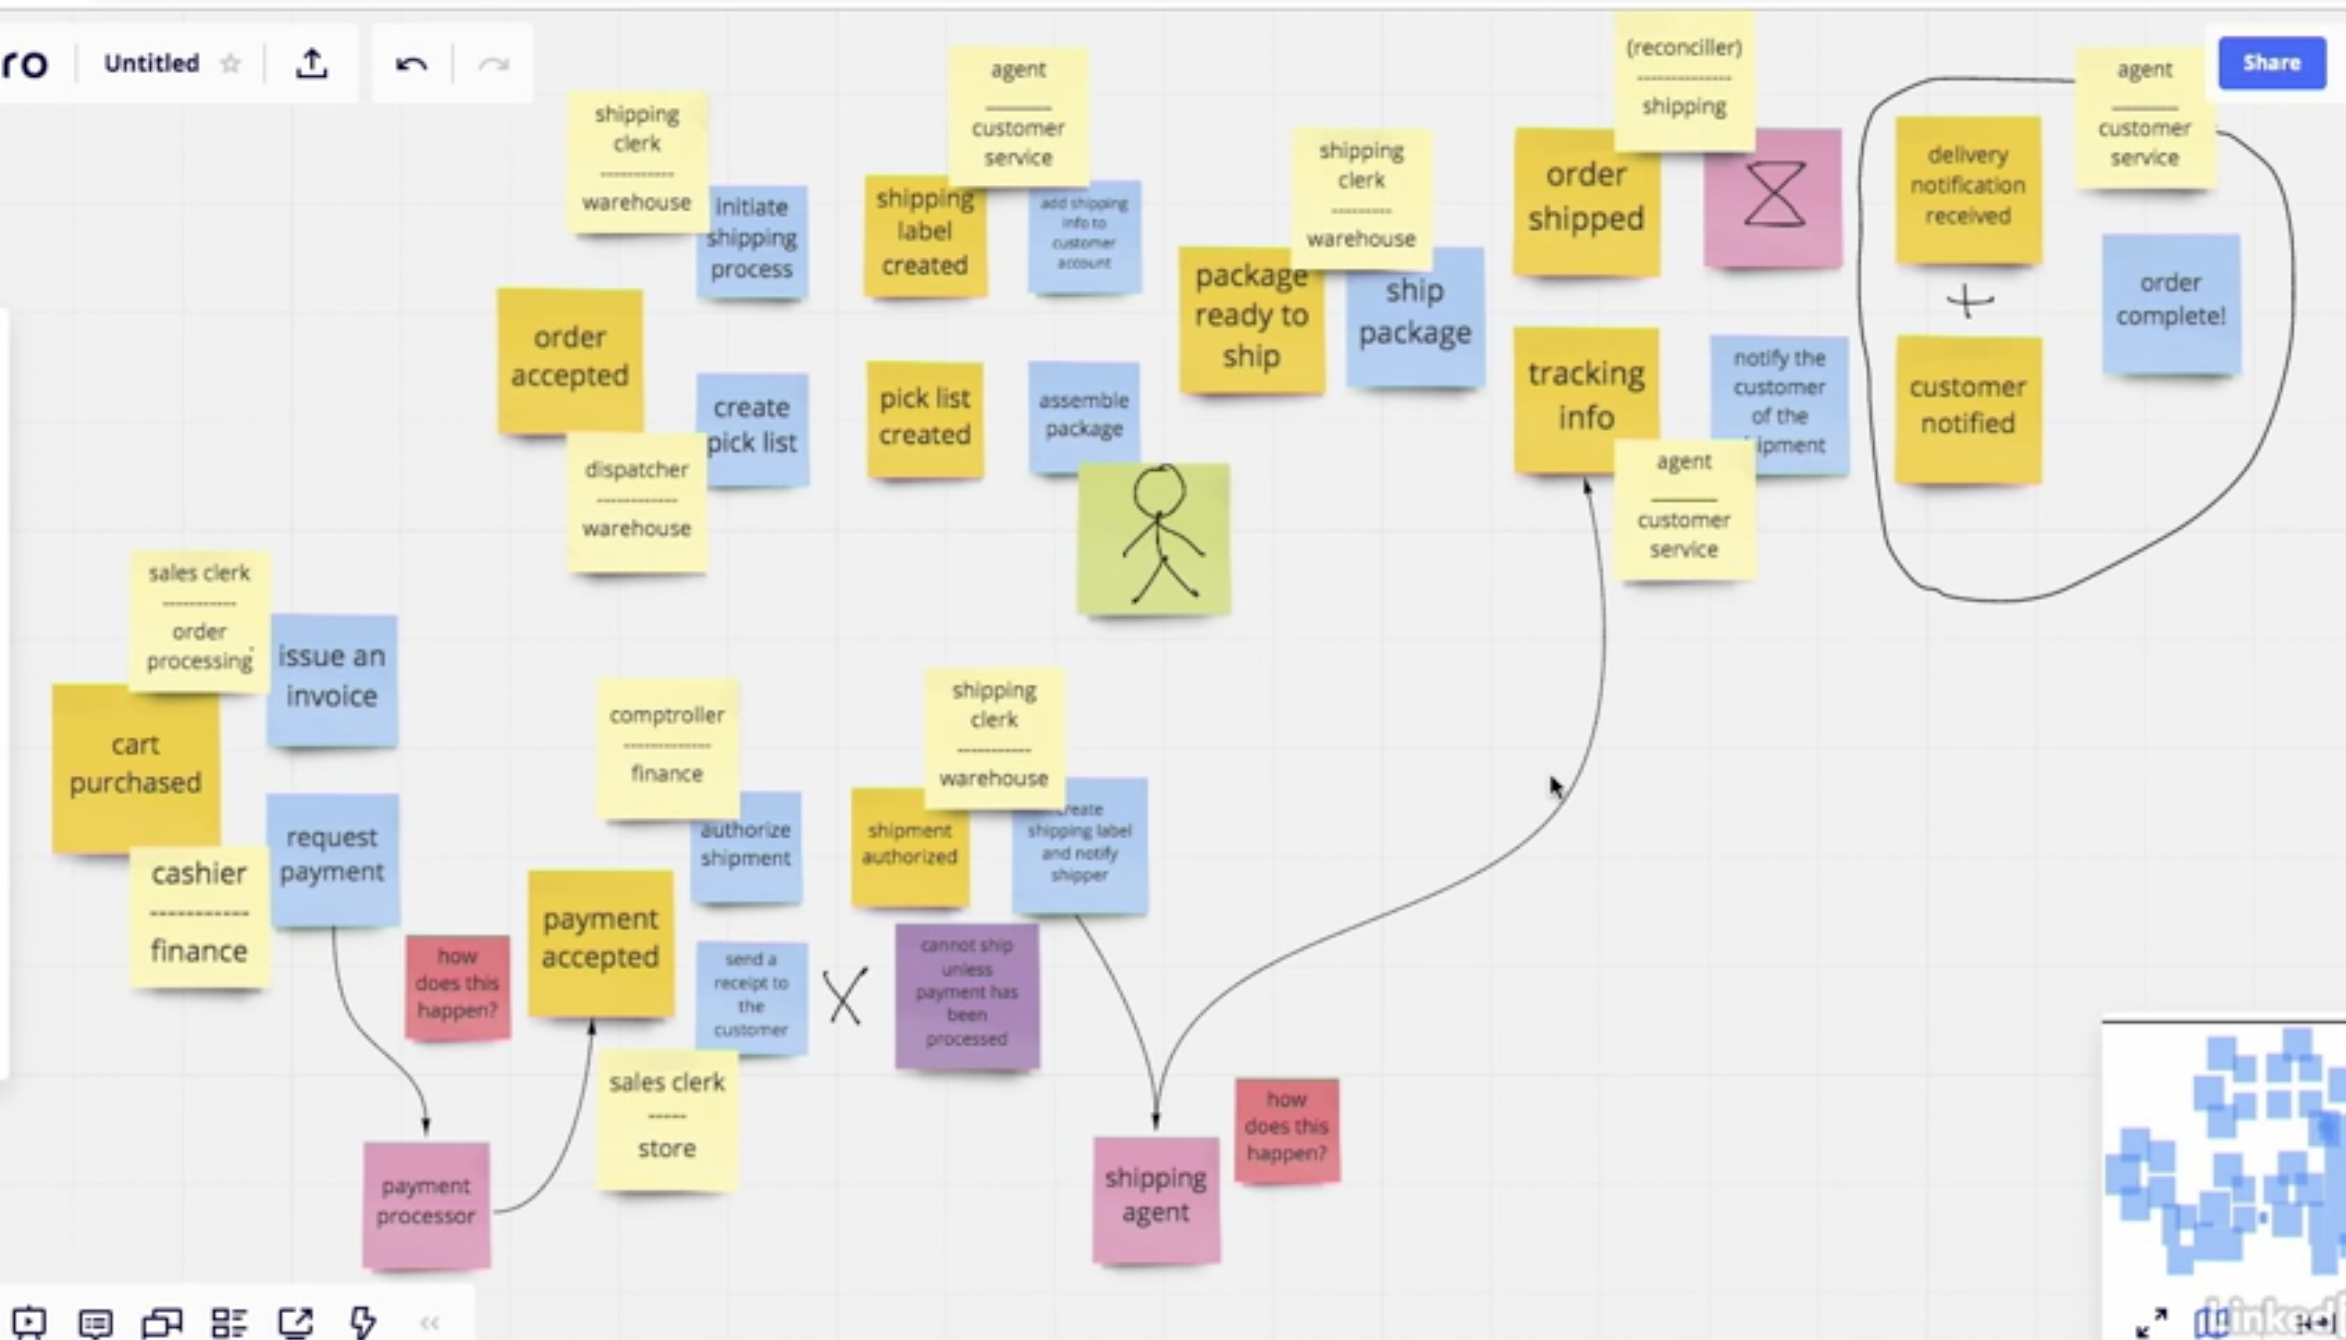 ro
Untitled
Share
(reconciller)
--------------
shipping
agent
customer
service
agent
customer
service
shipping
clerk
-----------
warehouse
initiate
shipping
process
shipping
label
created
add shipping
info to
customer
account
shipping
clerk
---------
warehouse
package
ready to
ship
ship
package
order
shipped
delivery
notification
received
+
customer
notified
order
complete!
order
accepted
create
pick list
dispatcher
------------
warehouse
pick list
created
assemble
package
tracking
info
notify the
customer
of the
agent
customer
service
sales clerk
-----------
order
processing
issue an
invoice
cart
purchased
request
payment
cashier
-----------
finance
how
does this
happen?
payment
processor
comptroller
-------------
finance
authorize
shipment
payment
accepted
send a
receipt to
the
customer
sales clerk
-----
store
X
shipping
clerk
-----------
warehouse
shipment
authorized
create
shipping label
and notify
shipper
cannot ship
unless
payment has
been
processed
shipping
agent
how
does this
happen?
Linked